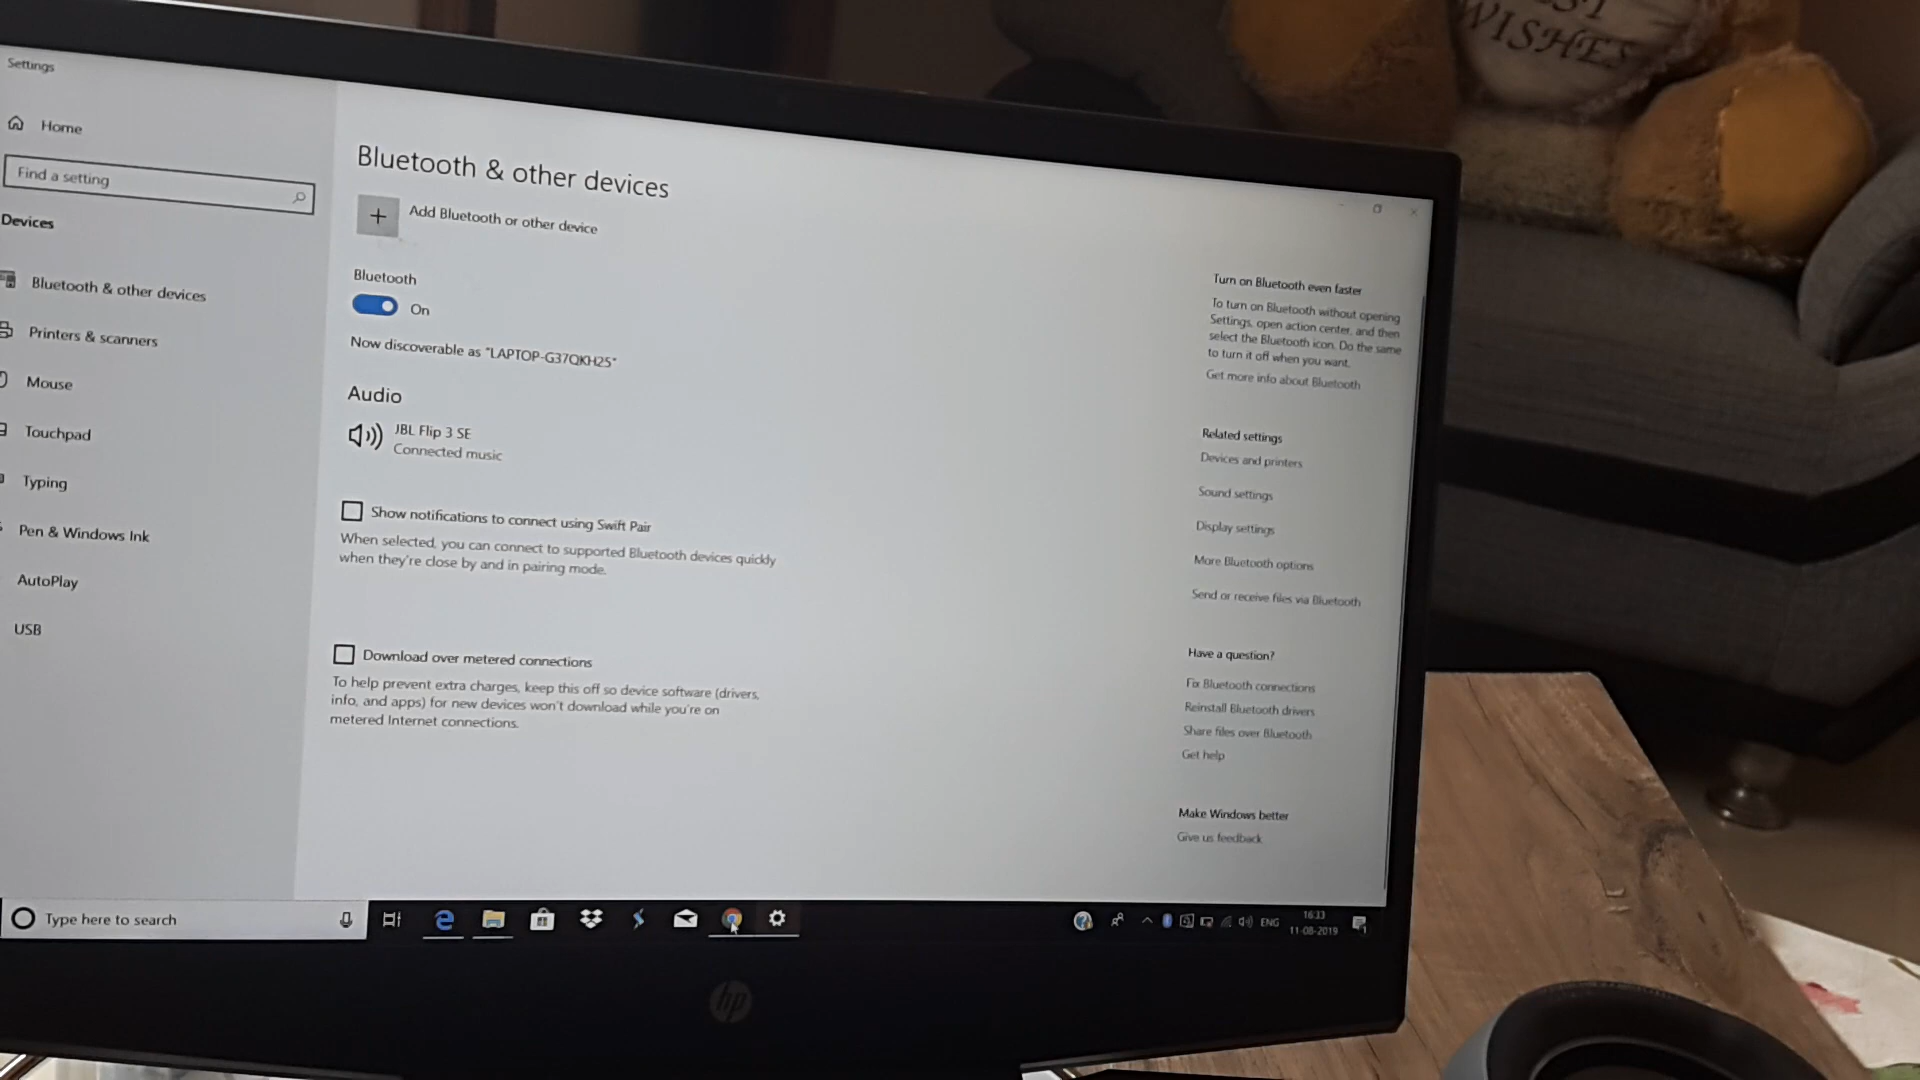 WISHES
Settings
Home
Find a setting
Devices
Bluetooth & other devices
Printers & scanners
Mouse
Touchpad
Typing
Pen & Windows Ink
AutoPlay
USB
Bluetooth & other devices
Add Bluetooth or other device
Bluetooth
On
Now discoverable as "LAPTOP-G37QKH25"
Audio
JBL Flip 3 SE
Connected music
Show notifications to connect using Swift Pair
When selected, you can connect to supported Bluetooth devices quickly
when they're close by and in pairing mode.
Download over metered connections
To help prevent extra charges, keep this off so device software (drivers,
info, and apps) for new devices won't download while you're on
metered Internet connections.
Turn on Bluetooth even faster
To turn on Bluetooth without opening
Settings, open action center, and then
select the Bluetooth icon. Do the same
to turn it off when you want.
Get more info about Bluetooth
Related settings
Devices and printers
Sound settings
Display settings
More Bluetooth options
Send or receive files via Bluetooth
Have a question?
Fix Bluetooth connections
Reinstall Bluetooth drivers
Share files over Bluetooth
Get help
Make Windows better
Give us feedback
Type here to search
ENG
16:33
11-08-2019
hp